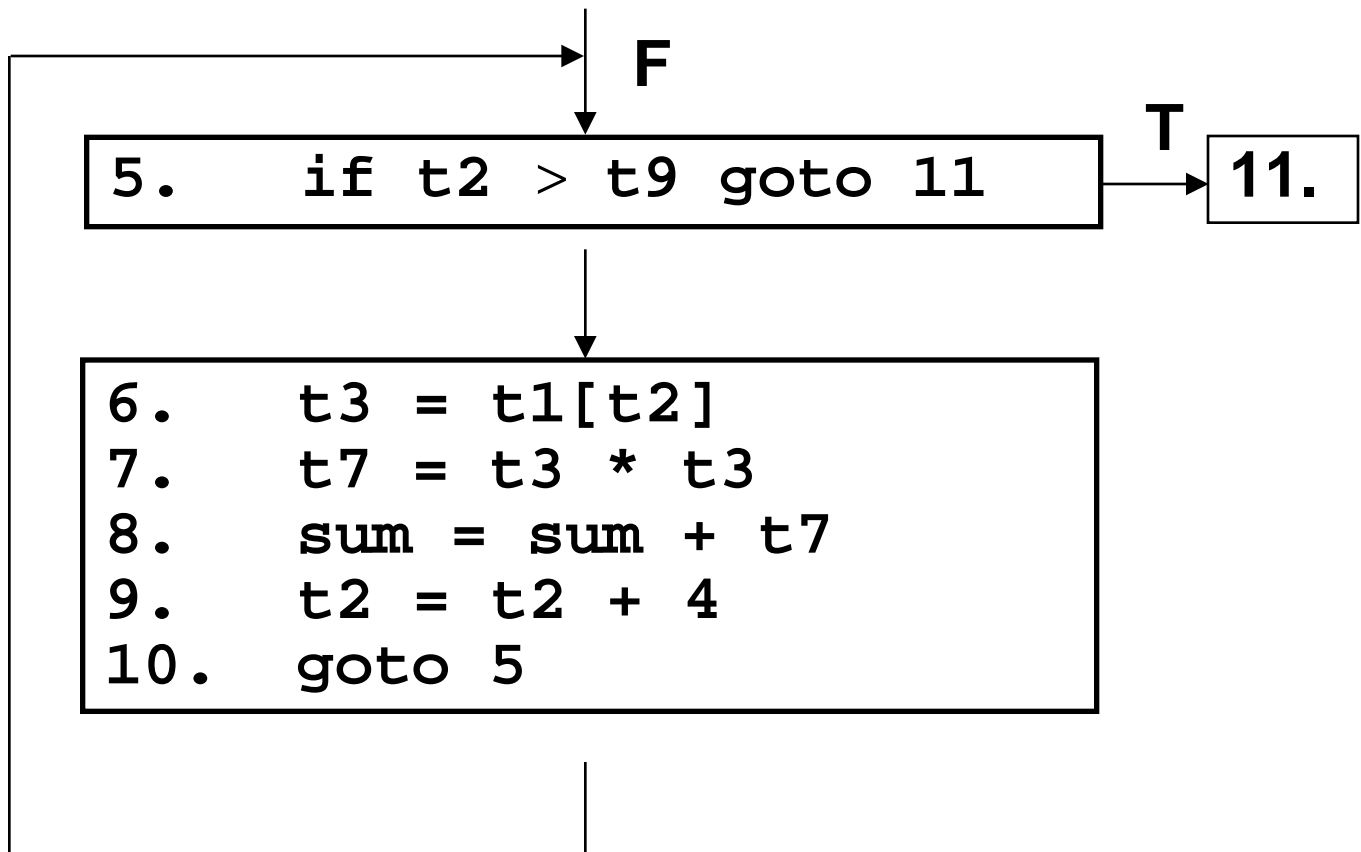 F
T
5. if t2 > t9 goto 11
11.
6. t3 = t1[t2]
7. t7 = t3 * t3
8. sum = sum + t7
9. t2 = t2 + 4
10. goto 5